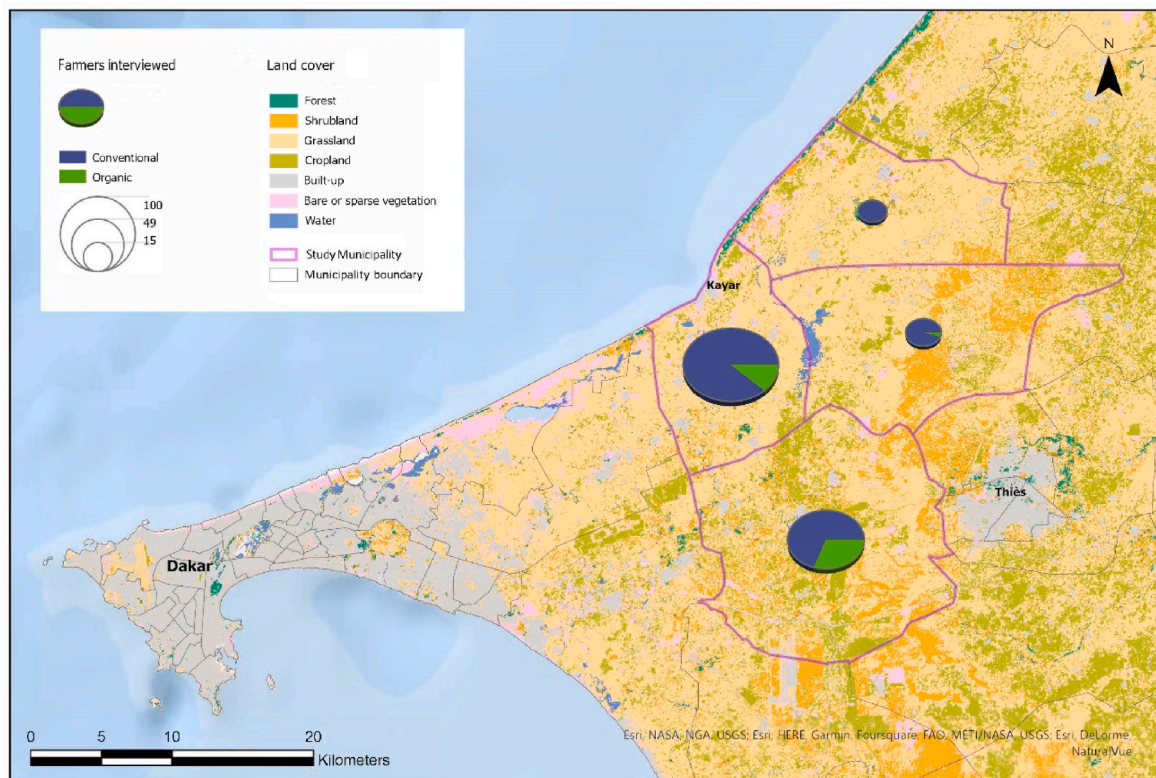 Farmers interviewed
Conventional
Organic
100
49
15
Land cover
Forest
Shrubland
Grassland
Cropland
Built-up
Bare or sparse vegetation
Water
Study Municipality
Municipality boundary
N
Kayar
Thiès
Dakar
0 5 10 20
Kilometers
Esri, NASA, NGA, USGS; Esri, HERE, Garmin, Foursquare, FAO, METI/NASA, USGS; Esri, DeLorme,
NaturalVue